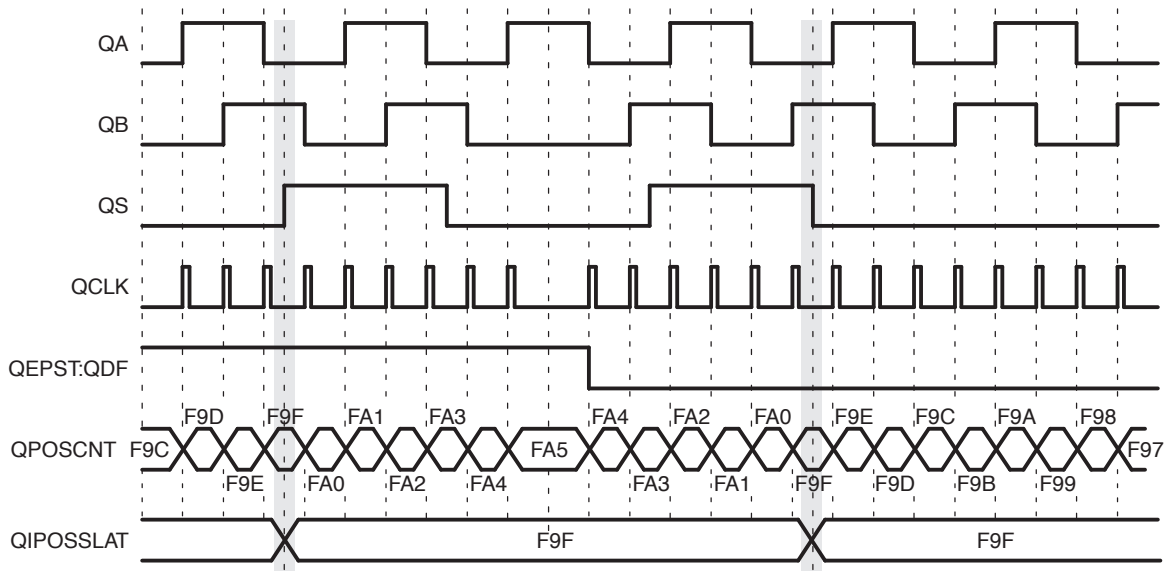 QA
QB
QS
QCLK
QEPST:QDF
F9D F9F FA1 FA3 FA4 FA2 FA0 F9E F9C F9A F98
QPOSCNT F9C FA5 F97
F9E FA0 FA2 FA4 FA3 FA1 F9F F9D F9B F99
QIPOSSLAT F9F F9F